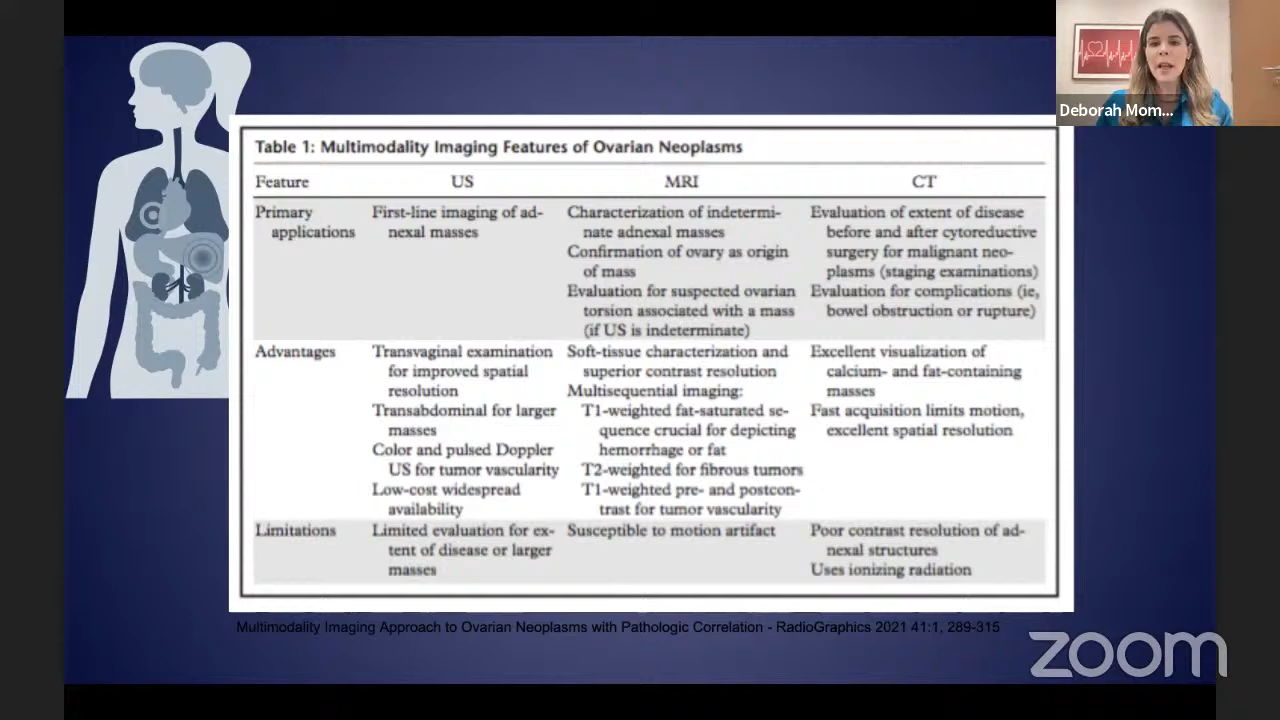 Deborah Mom...
Table 1: Multimodality Imaging Features of Ovarian Neoplasms
Feature
US
MRI
CT
Primary
applications
First-line imaging of ad-
nexal masses
Characterization of indetermi-
nate adnexal masses
Confirmation of ovary as origin
of mass
Evaluation for suspected ovarian
torsion associated with a mass
(if US is indeterminate)
Evaluation of extent of disease
before and after cytoreductive
surgery for malignant neo-
plasms (staging examinations)
Evaluation for complications (ie,
bowel obstruction or rupture)
Advantages
Transvaginal examination
for improved spatial
resolution
Transabdominal for larger
masses
Color and pulsed Doppler
US for tumor vascularity
Low-cost widespread
availability
Soft-tissue characterization and
superior contrast resolution
Multisequential imaging:
T1-weighted fat-saturated se-
quence crucial for depicting
hemorrhage or fat
T2-weighted for fibrous tumors
T1-weighted pre- and postcon-
trast for tumor vascularity
Excellent visualization of
calcium- and fat-containing
masses
Fast acquisition limits motion,
excellent spatial resolution
Limitations
Limited evaluation for ex-
tent of disease or larger
masses
Susceptible to motion artifact
Poor contrast resolution of ad-
nexal structures
Uses ionizing radiation
Multimodality Imaging Approach to Ovarian Neoplasms with Pathologic Correlation - RadioGraphics 2021 41:1, 289-315
zoom